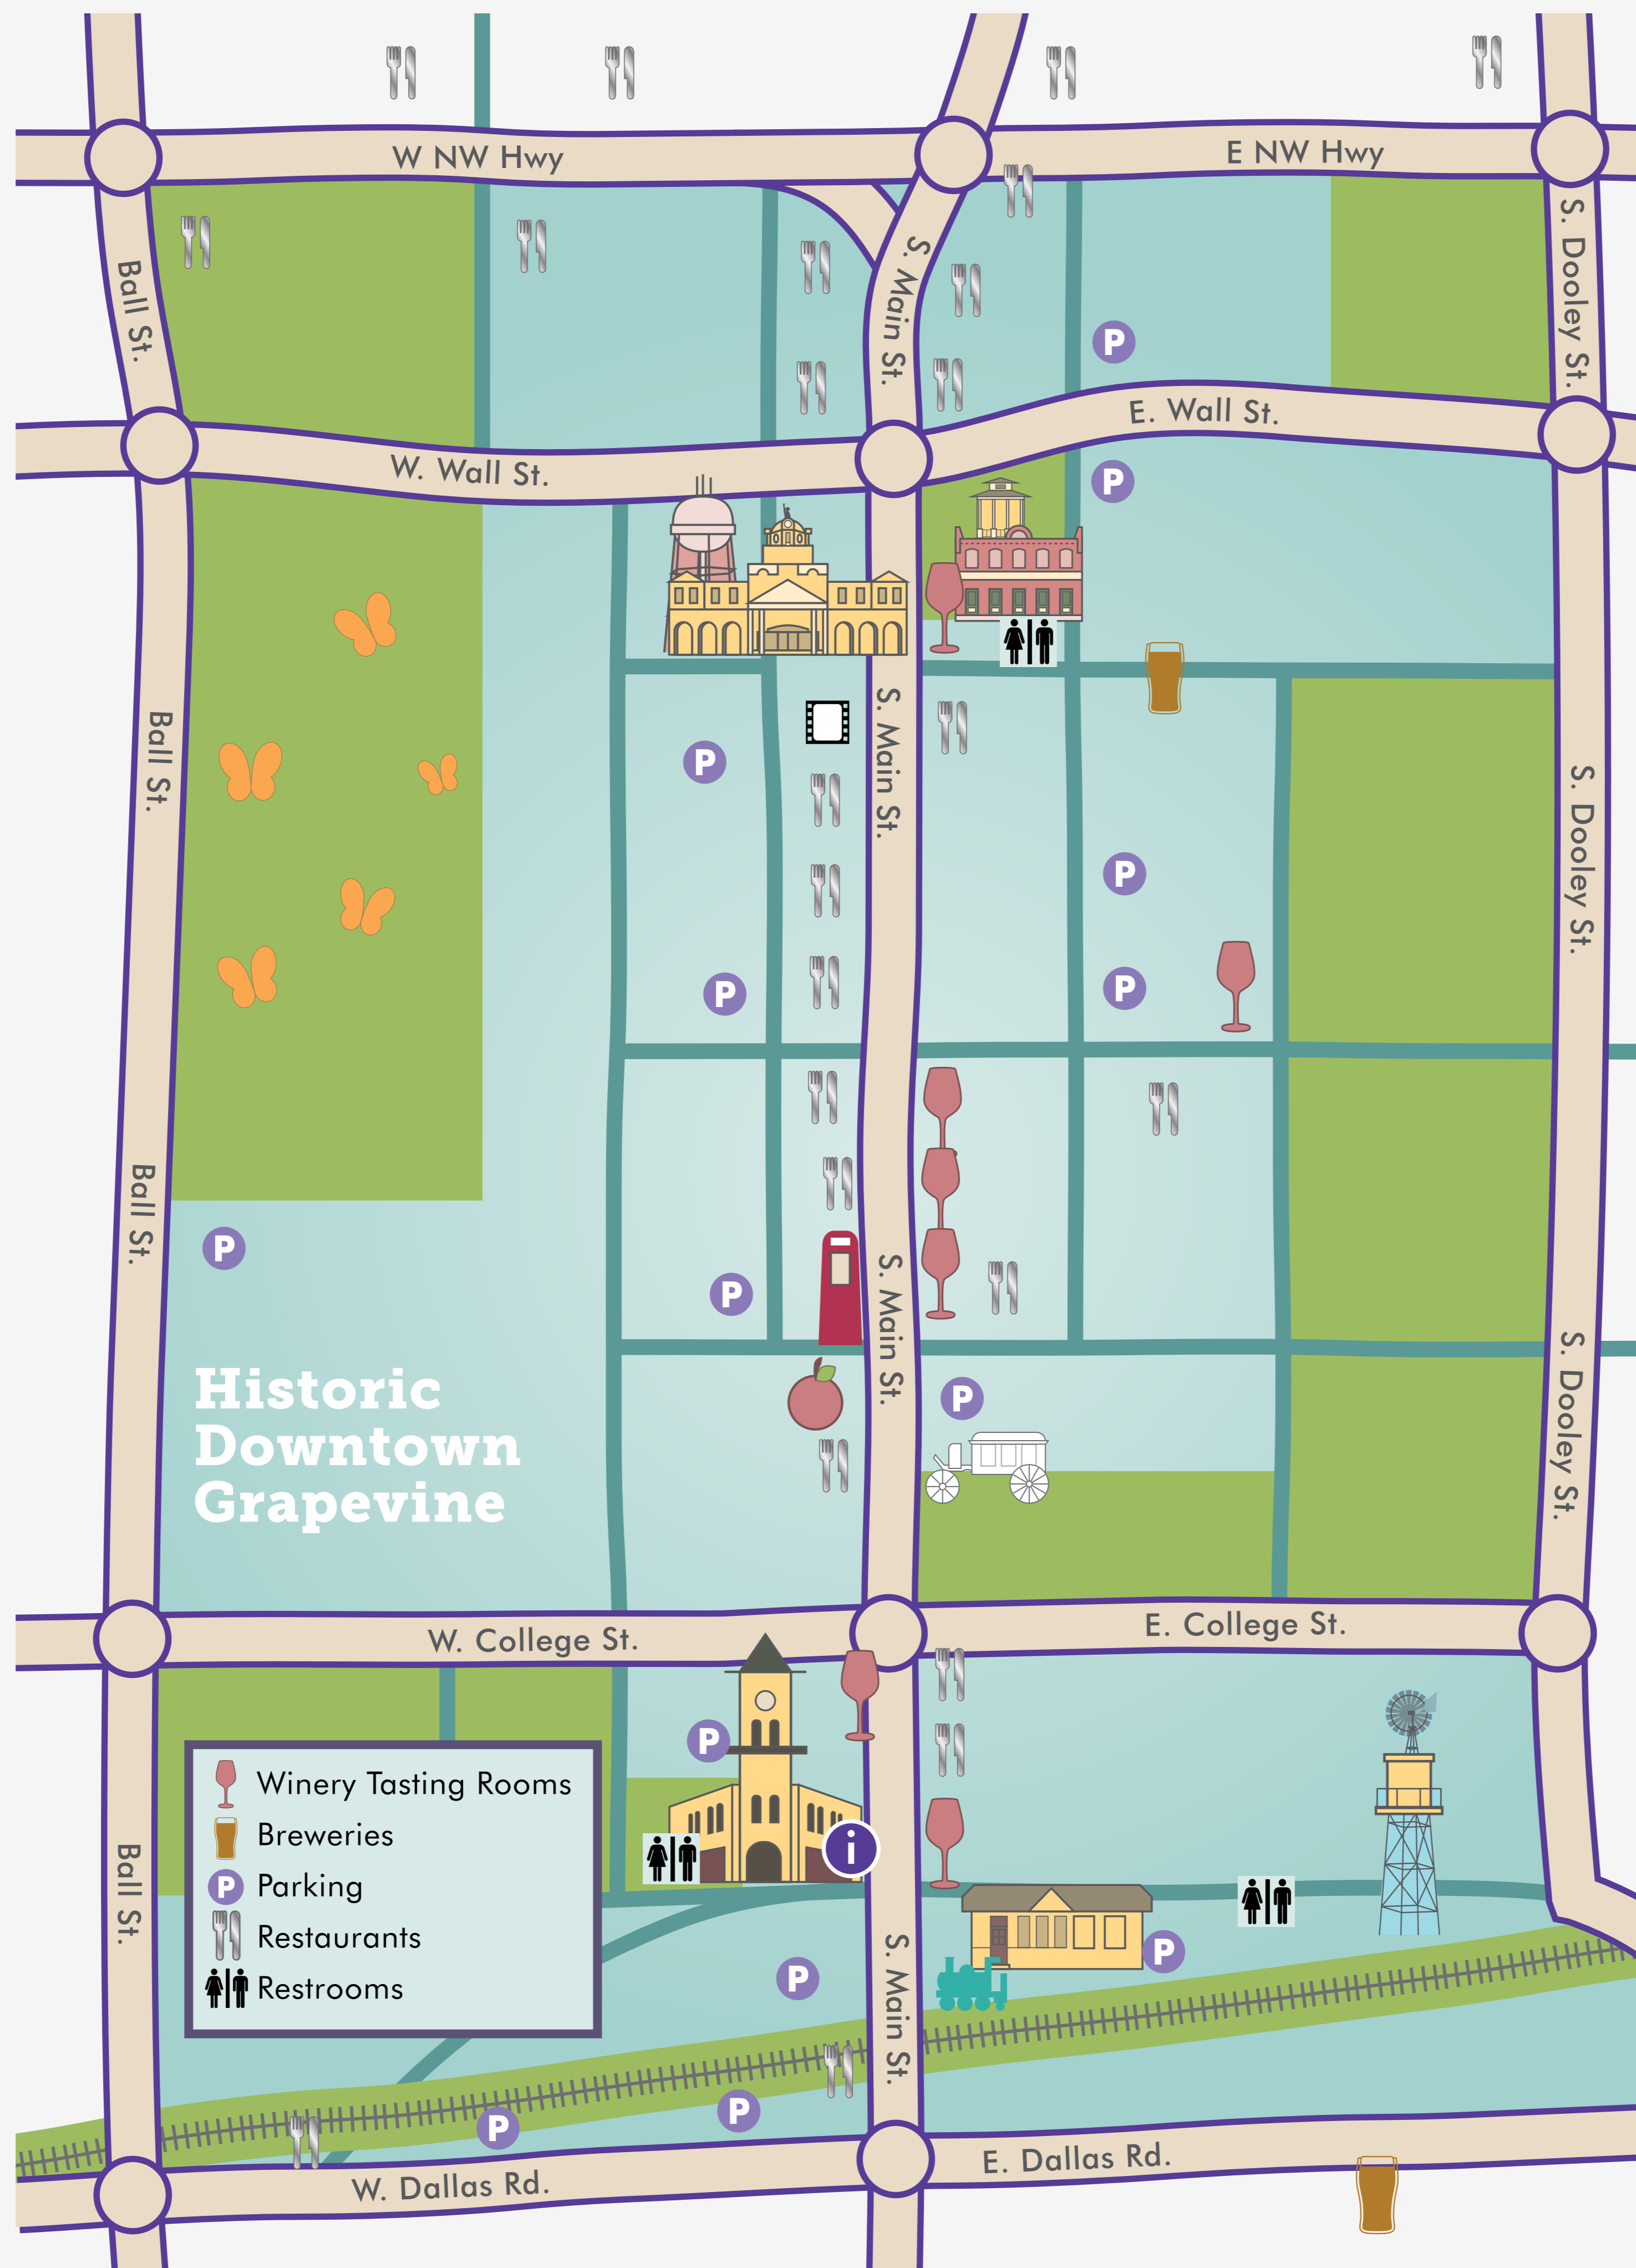 W NW Hwy
E NW Hwy
S. Dooley St.
Ball St.
S. Main St.
P
E. Wall St.
W. Wall St.
P
S. Main St.
Ball St.
P
S. Dooley St.
P
P
P
Ball St.
P
S. Main St.
P
S. Dooley St.
Historic
Downtown
Grapevine
P
W. College St.
E. College St.
P
Winery Tasting Rooms
Breweries
P Parking
Restaurants
Restrooms
Ball St.
i
S. Main St.
P
P
P
P
W. Dallas Rd.
E. Dallas Rd.